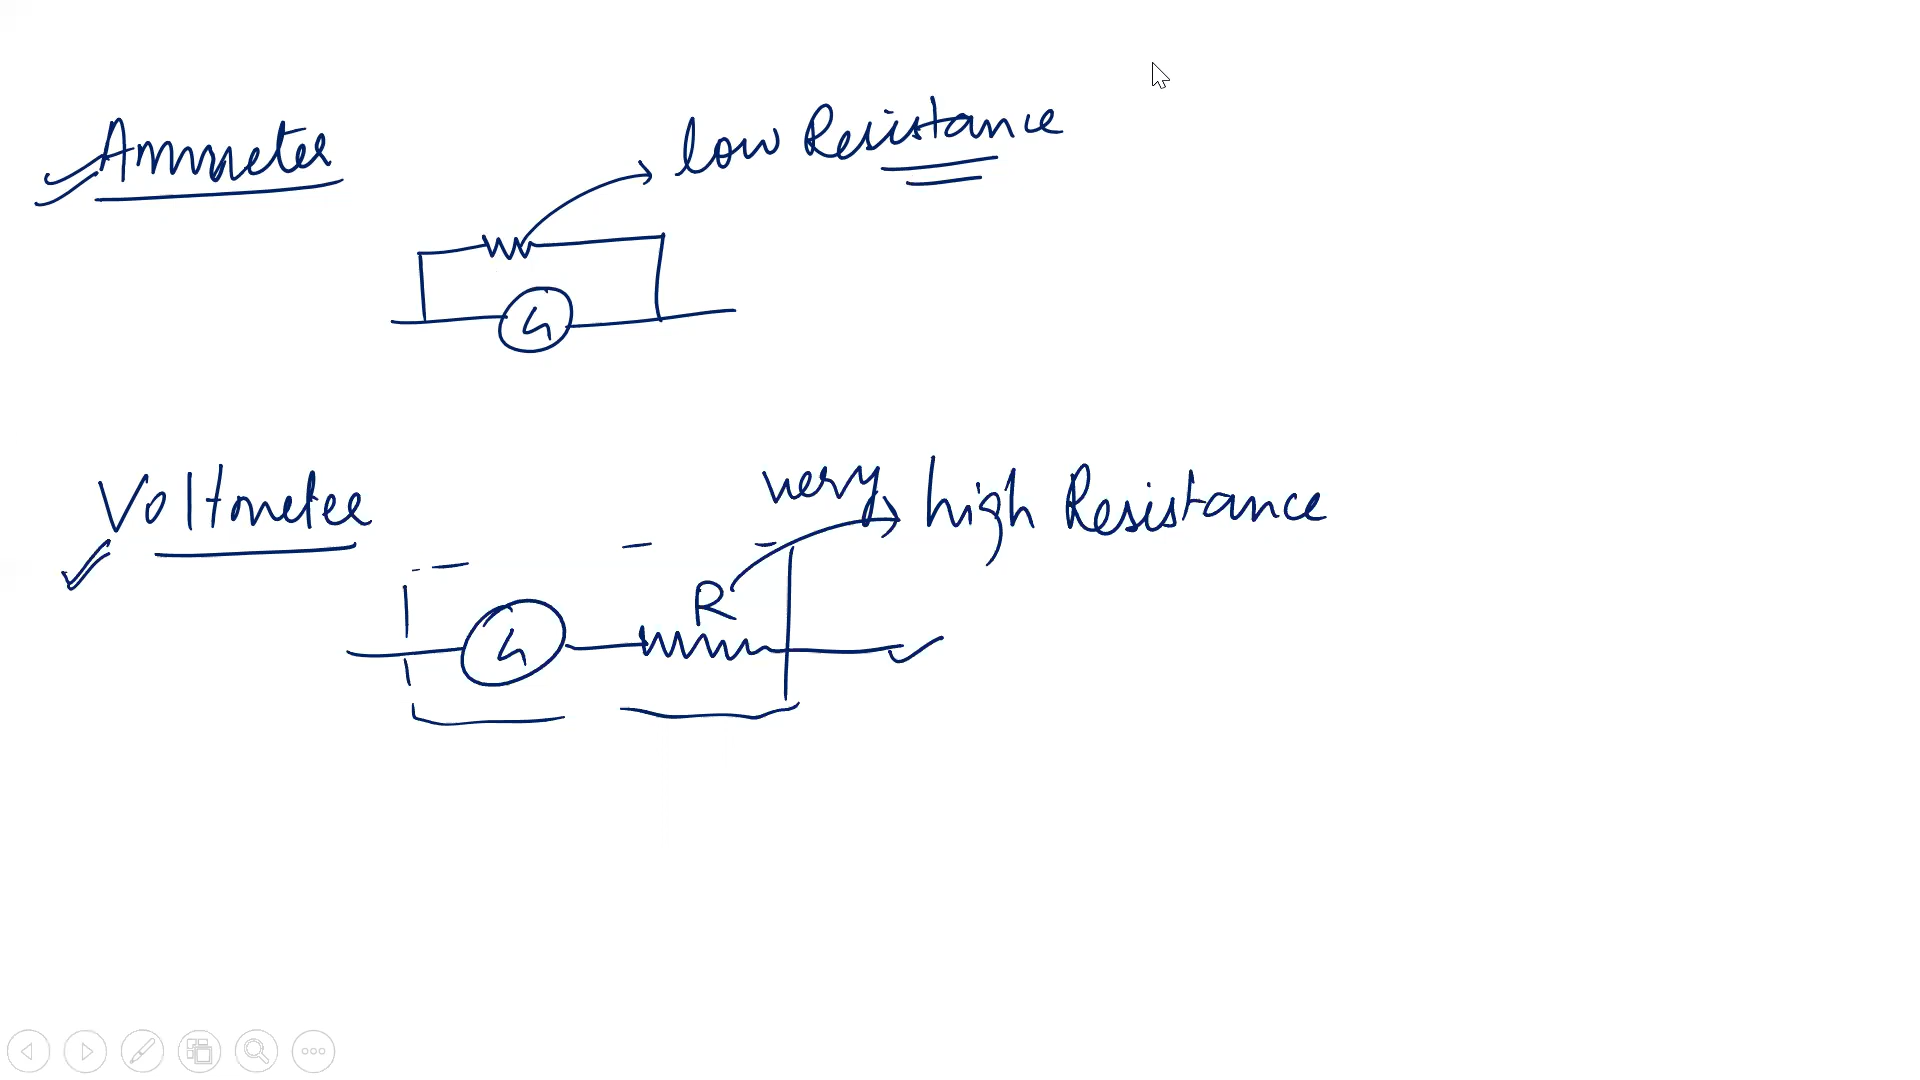 Ammeter
low Resistance
G
Voltmeter
very high Resistance
R
G